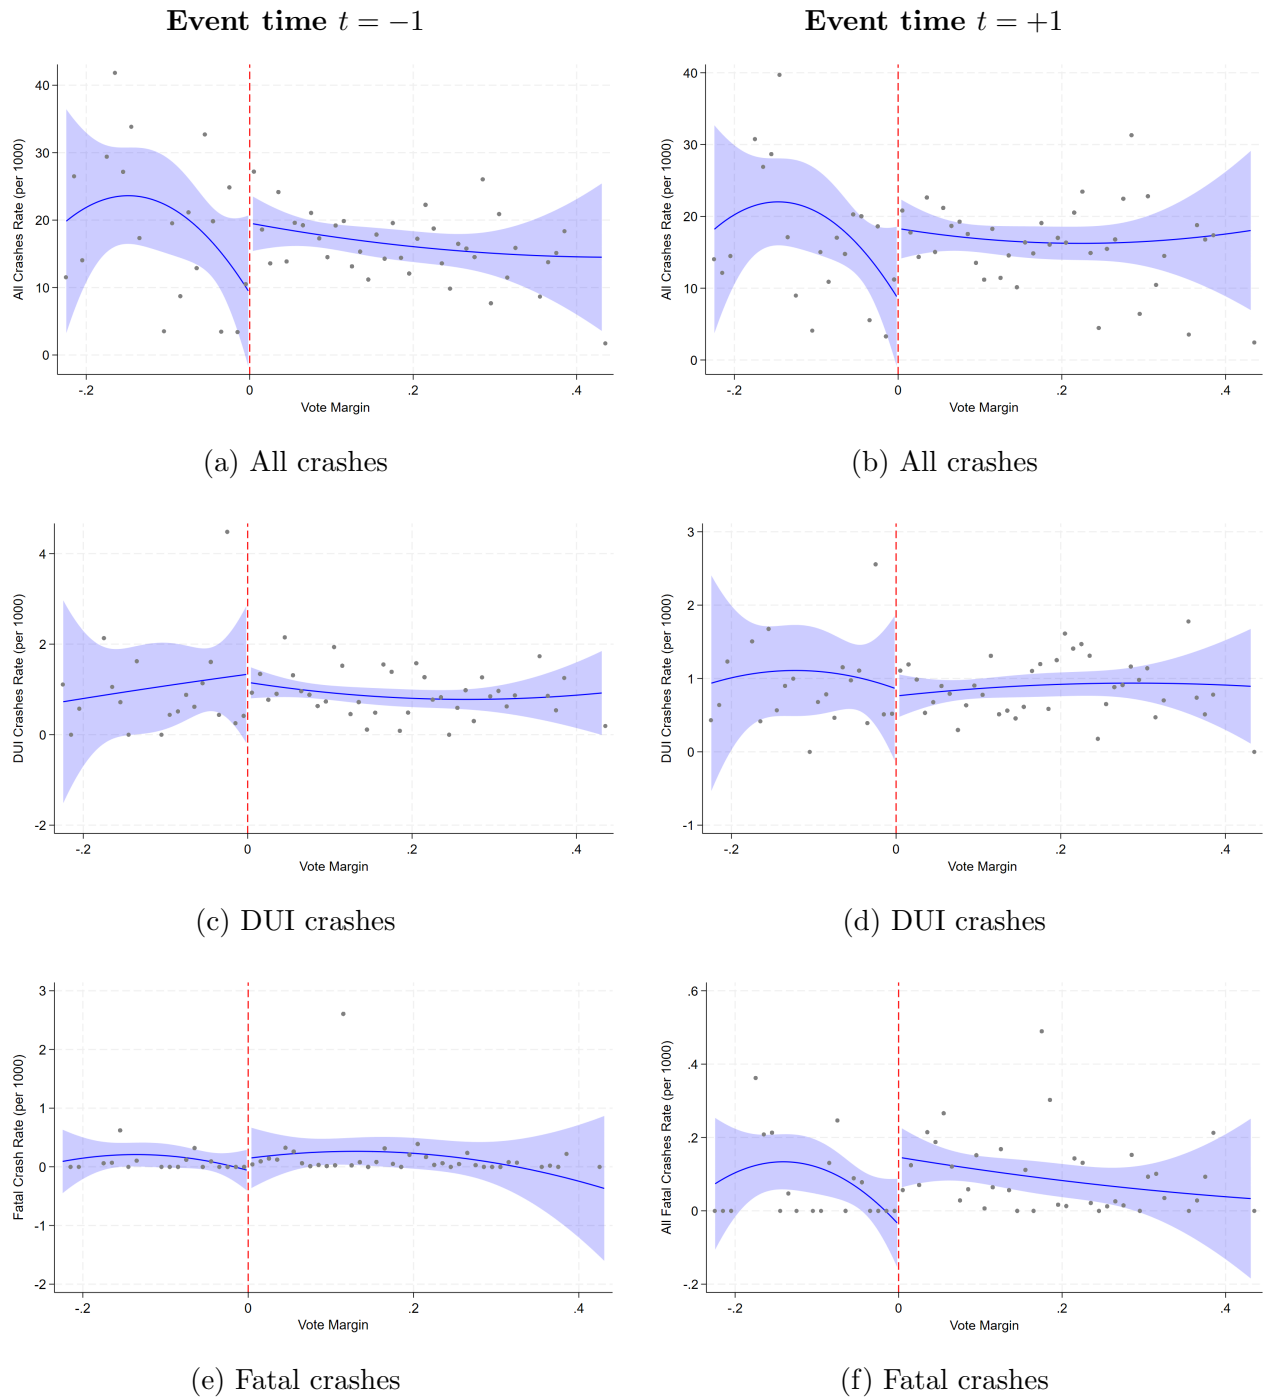 Event time t = −1
Event time t = +1
All Crashes Rate (per 1000)
40
30
20
10
0
-.2
0
.2
.4
Vote Margin
(a) All crashes
All Crashes Rate (per 1000)
40
30
20
10
0
-.2
0
.2
.4
Vote Margin
(b) All crashes
DUI Crashes Rate (per 1000)
4
2
0
-2
-.2
0
.2
.4
Vote Margin
(c) DUI crashes
DUI Crashes Rate (per 1000)
3
2
1
0
-1
-.2
0
.2
.4
Vote Margin
(d) DUI crashes
Fatal Crash Rate (per 1000)
3
2
1
0
-1
-2
-.2
0
.2
.4
Vote Margin
(e) Fatal crashes
All Fatal Crashes Rate (per 1000)
.6
.4
.2
0
-.2
-.2
0
.2
.4
Vote Margin
(f) Fatal crashes